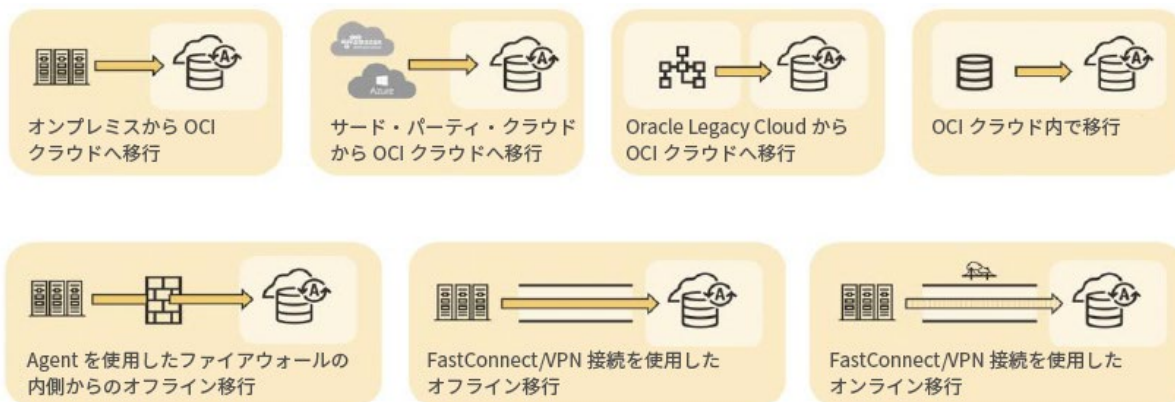 A
オンプレミスから OCI
クラウドへ移行
Azure
A
サード・パーティ・クラウド
から OCI クラウドへ移行
A
Oracle Legacy Cloud から
OCI クラウドへ移行
A
OCI クラウド内で移行
A
Agent を使用したファイアウォールの
内側からのオフライン移行
A
FastConnect/VPN 接続を使用した
オフライン移行
A
FastConnect/VPN 接続を使用した
オンライン移行